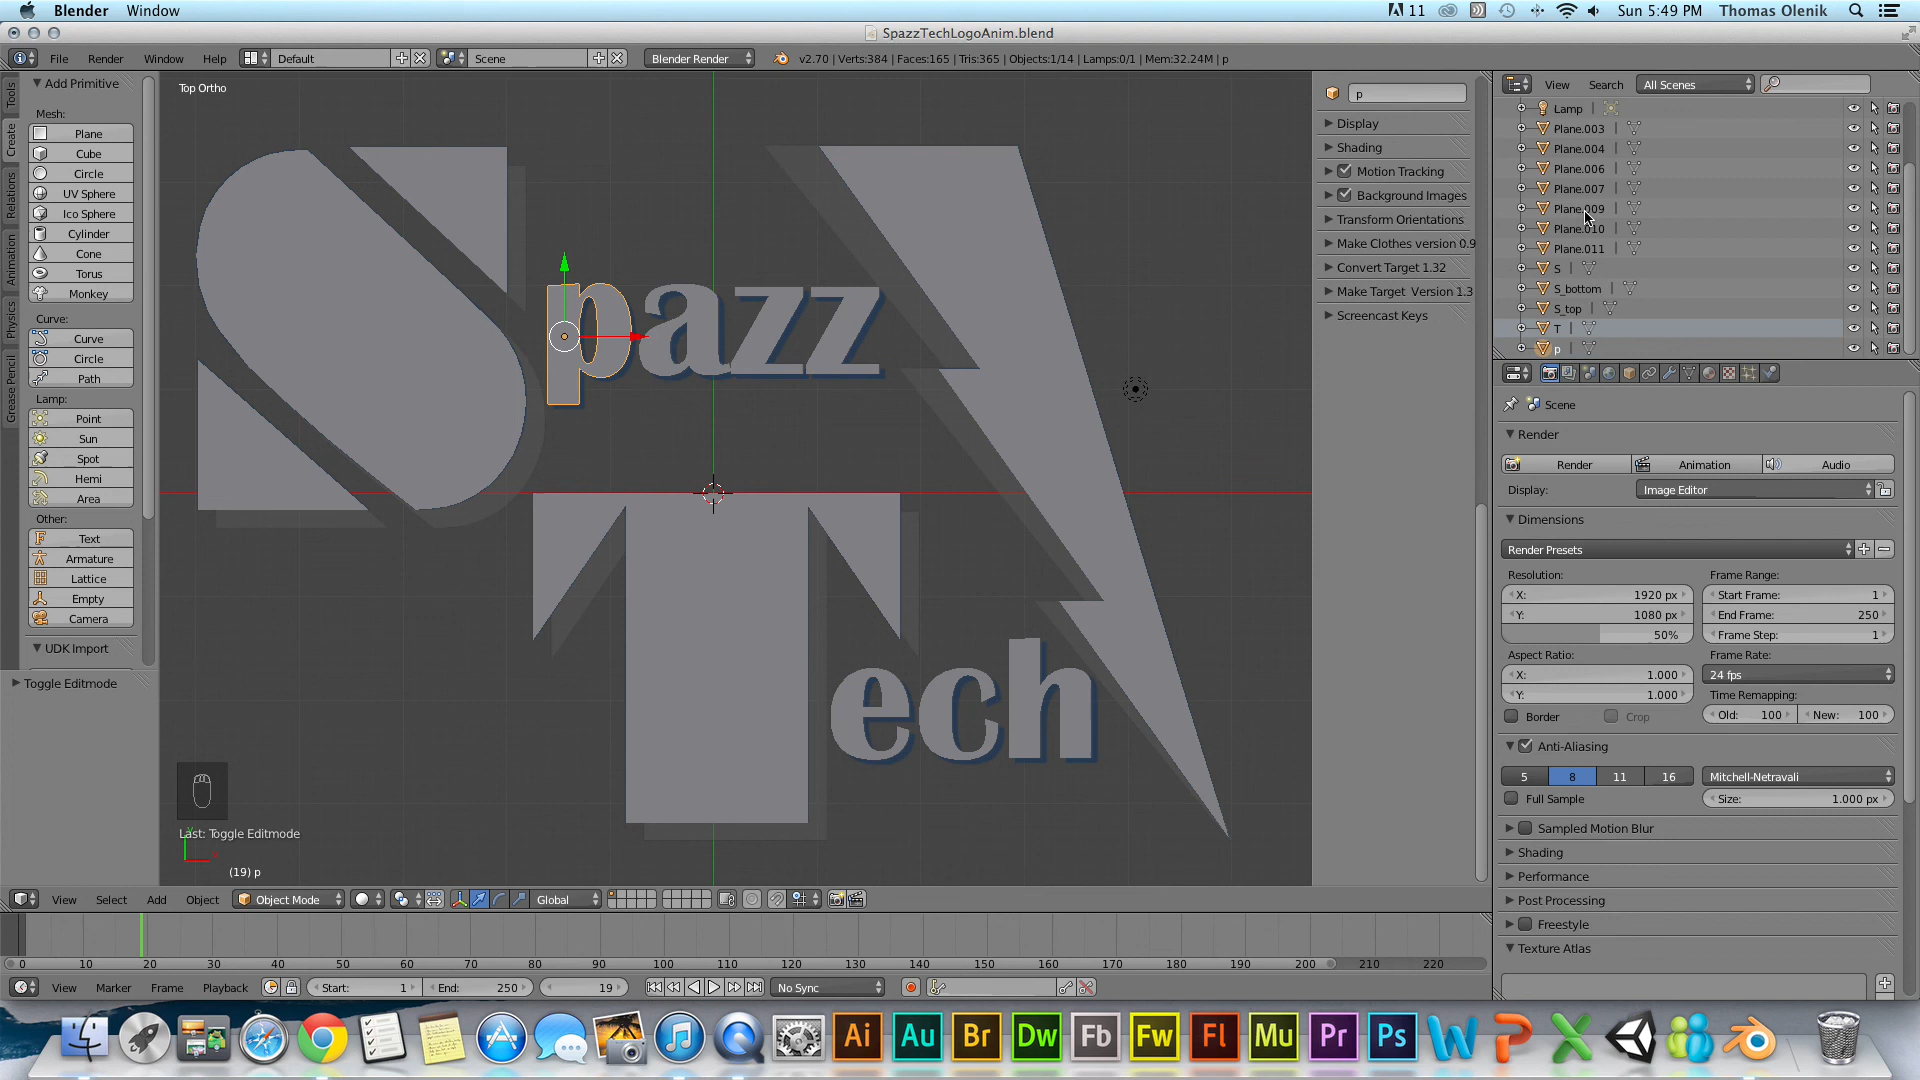 Blender Window 11 Sun 5:49 PM Thomas Olenik
SpazzTechLogoAnim.blend
File Render Window Help Default Scene Blender Render v2.70 | Verts:384 | Faces:165 | Tris:365 | Objects:1/14 | Lamps:0/1 | Mem:32.24M | p
Tools
Create
Relations
Animation
Physics
Grease Pencil
Add Primitive
Mesh:
Plane
Cube
Circle
UV Sphere
Ico Sphere
Cylinder
Cone
Torus
Monkey
Curve:
Curve
Circle
Path
Lamp:
Point
Sun
Spot
Hemi
Area
Other:
Text
Armature
Lattice
Empty
Camera
UDK Import
Toggle Editmode
Top Ortho
S
pazz
T
ech
Last: Toggle Editmode
(19) p
p
Display
Shading
Motion Tracking
Background Images
Transform Orientations
Make Clothes version 0.9
Convert Target 1.32
Make Target Version 1.3
Screencast Keys
View Search All Scenes
Lamp
Plane.003
Plane.004
Plane.006
Plane.007
Plane.009
Plane.010
Plane.011
S
S_bottom
S_top
T
p
Scene
Render
Render Animation Audio
Display: Image Editor
Dimensions
Render Presets
Resolution: Frame Range:
X: 1920 px Start Frame: 1
Y: 1080 px End Frame: 250
50% Frame Step: 1
Aspect Ratio: Frame Rate:
X: 1.000 24 fps
Y: 1.000 Time Remapping:
Border Crop Old: 100 New: 100
Anti-Aliasing
5 8 11 16 Mitchell-Netravali
Full Sample Size: 1.000 px
Sampled Motion Blur
Shading
Performance
Post Processing
Freestyle
Texture Atlas
View Select Add Object Object Mode Global
0 10 20 30 40 50 60 70 80 90 100 110 120 130 140 150 160 170 180 190 200 210 220
View Marker Frame Playback Start: 1 End: 250 19 No Sync
Ai Au Br Dw Fb Fw Fl Mu Pr Ps W P X